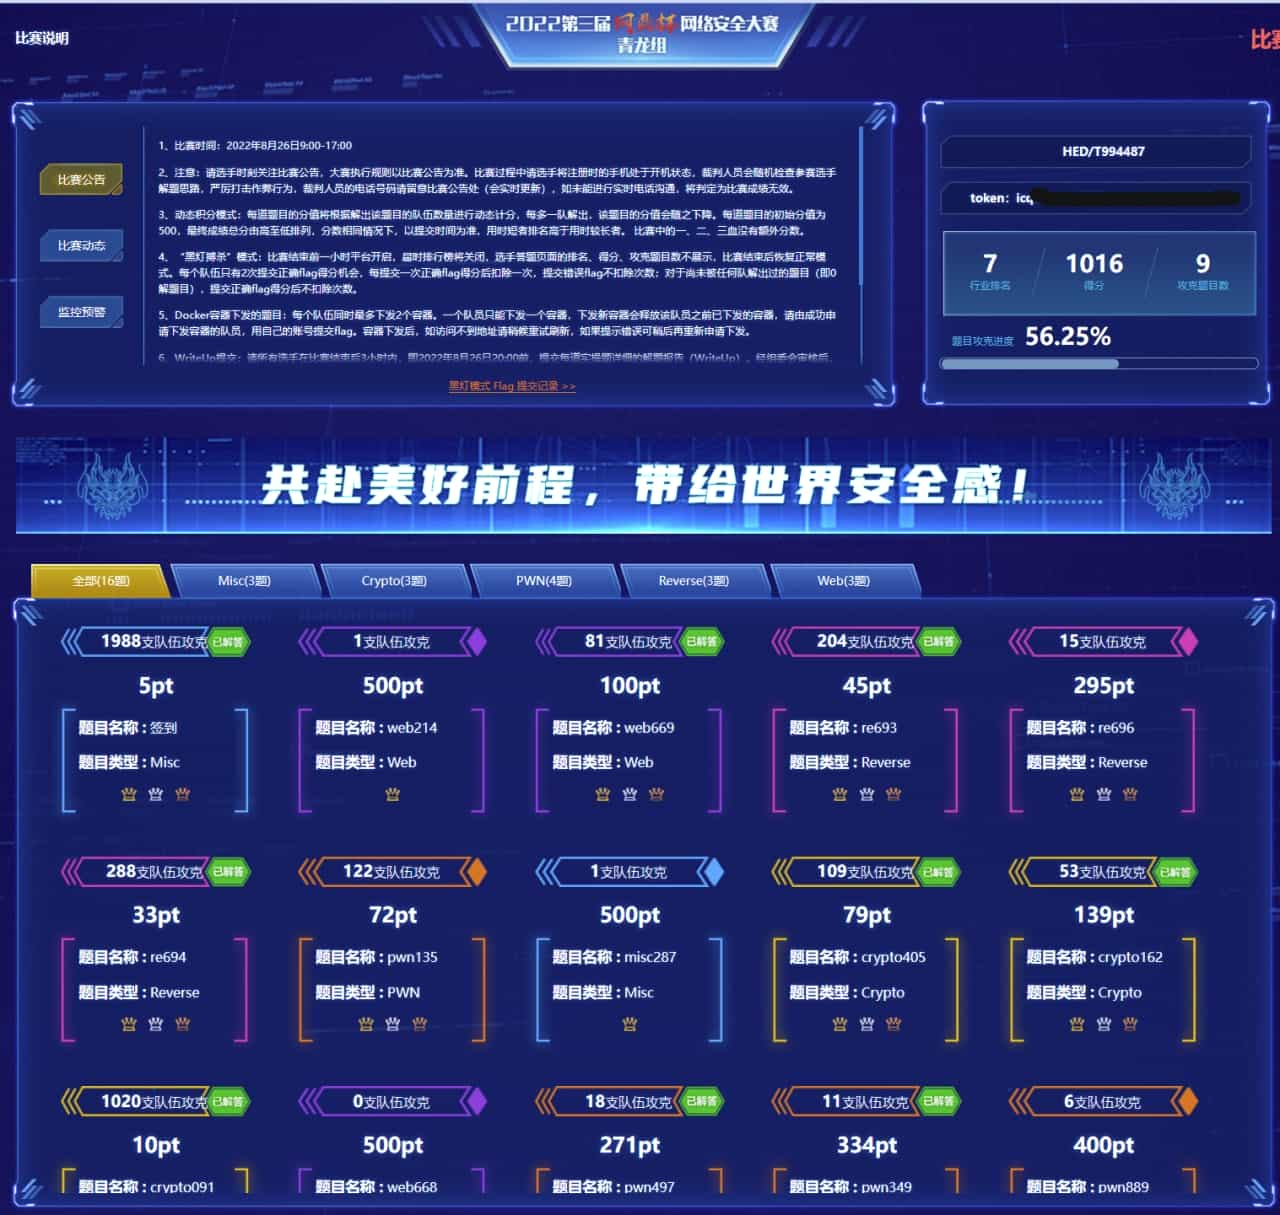 2022第三届网鼎杯网络安全大赛
青龙组
比赛说明
比赛
比赛公告
比赛动态
监控预警
1、比赛时间：2022年8月26日9:00-17:00
2、注意：请选手时刻关注比赛公告，大赛执行规则以比赛公告为准。比赛过程中请选手将注册时的手机处于开机状态，裁判人员会随机检查参赛选手
解题思路，严厉打击作弊行为，裁判人员的电话号码请留意比赛公告处（会实时更新），如未能进行实时电话沟通，将判定为比赛成绩无效。
3、动态积分模式：每道题目的分值将根据解出该题目的队伍数量进行动态计分，每多一队解出，该题目的分值会随之下降。每道题目的初始分值为
500，最终成绩总分由高至低排列，分数相同情况下，以提交时间为准，用时短者排名高于用时较长者。 比赛中的一、二、三血没有额外分数。
4、“黑灯搏杀”模式：比赛结束前一小时平台开启，届时排行榜将关闭，选手答题页面的排名、得分、攻克题目数不展示，比赛结束后恢复正常模
式。每个队伍只有2次提交正确flag得分机会，每提交一次正确flag得分后扣除一次，提交错误flag不扣除次数；对于尚未被任何队解出过的题目（即0
解题目），提交正确flag得分后不扣除次数。
5、Docker容器下发的题目：每个队伍同时最多下发2个容器。一个队员只能下发一个容器，下发新容器会释放该队员之前已下发的容器，请由成功申
请下发容器的队员，用自己的账号提交flag。容器下发后，如访问不到地址请稍候重试刷新，如果提示错误可稍后再重新申请下发。
6、WriteUp提交：请所有选手在比赛结束后3小时内，即2022年8月26日20:00前，提交每道实操题详细的解题报告（WriteUp）。经组委会审核后，
黑灯模式 Flag 提交记录 >>
HED/T994487
token：icq
7 1016 9
行业排名 得分 攻克题目数
题目攻克进度 56.25%
共赴美好前程，带给世界安全感！
全部(16题) Misc(3题) Crypto(3题) PWN(4题) Reverse(3题) Web(3题)
1988支队伍攻克 已解答 1支队伍攻克 81支队伍攻克 已解答 204支队伍攻克 已解答 15支队伍攻克
5pt 500pt 100pt 45pt 295pt
题目名称：签到 题目名称：web214 题目名称：web669 题目名称：re693 题目名称：re696
题目类型：Misc 题目类型：Web 题目类型：Web 题目类型：Reverse 题目类型：Reverse
288支队伍攻克 已解答 122支队伍攻克 1支队伍攻克 109支队伍攻克 已解答 53支队伍攻克 已解答
33pt 72pt 500pt 79pt 139pt
题目名称：re694 题目名称：pwn135 题目名称：misc287 题目名称：crypto405 题目名称：crypto162
题目类型：Reverse 题目类型：PWN 题目类型：Misc 题目类型：Crypto 题目类型：Crypto
1020支队伍攻克 已解答 0支队伍攻克 18支队伍攻克 已解答 11支队伍攻克 已解答 6支队伍攻克
10pt 500pt 271pt 334pt 400pt
题目名称：crypto091 题目名称：web668 题目名称：pwn497 题目名称：pwn349 题目名称：pwn889